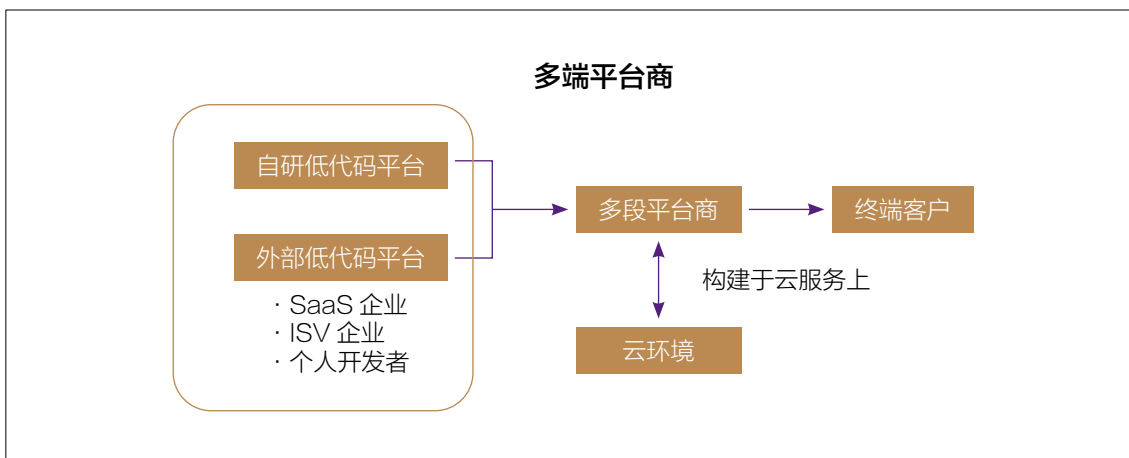 多端平台商
自研低代码平台
外部低代码平台
· SaaS 企业
· ISV 企业
· 个人开发者
多段平台商
终端客户
构建于云服务上
云环境